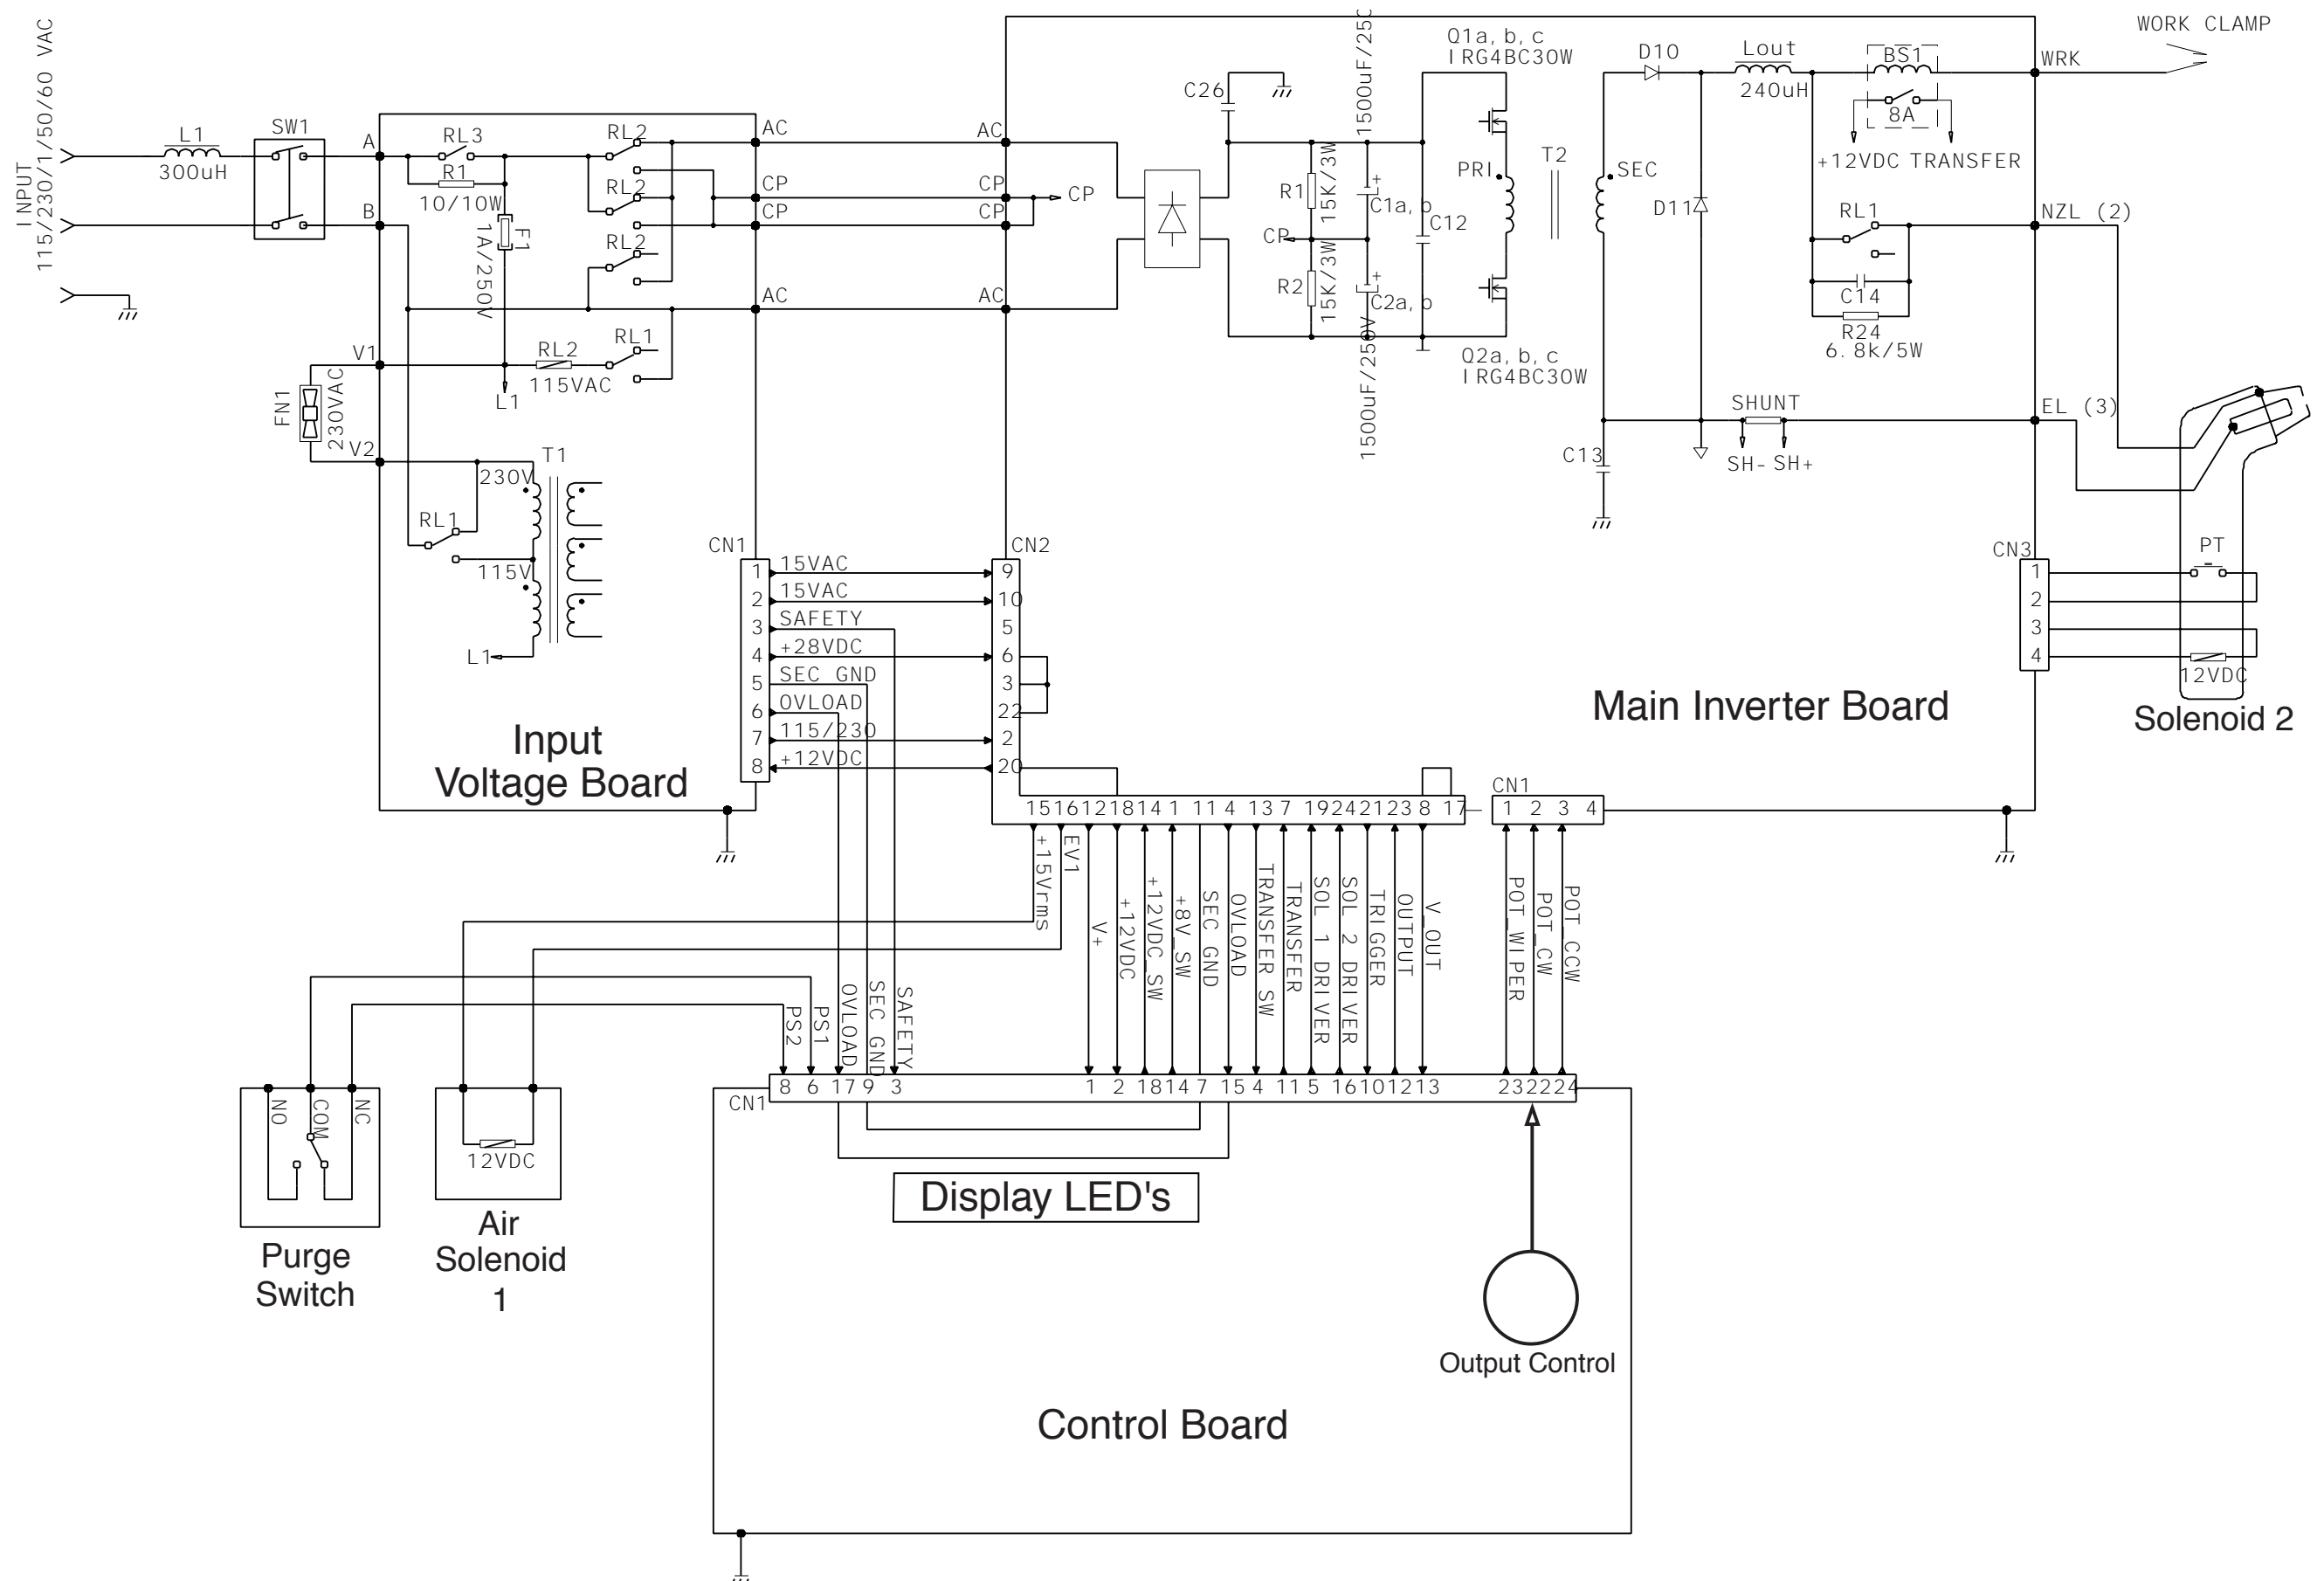 INPUT
115/230/1/50/60 VAC
L1
300uH
SW1
A
B
RL3
R1
10/10W
F1
1A/250V
RL2
RL2
RL2
AC
CP
CP
AC
AC
CP
CP
AC
CP
V1
RL2
115VAC
RL1
L1
FN1
230VAC
V2
T1
230V
RL1
115V
L1
Input
Voltage Board
C26
1500uF/25
Q1a,b,c
IRG4BC30W
R1
15K/3W
C1a,b
+
C12
CP
R2
15K/3W
C2a,b
+
1500uF/250V
PRI
T2
SEC
Q2a,b,c
IRG4BC30W
D10
D11
Lout
240uH
BS1
8A
+12VDC TRANSFER
RL1
C14
R24
6.8k/5W
SHUNT
SH- SH+
C13
WORK CLAMP
WRK
NZL (2)
EL (3)
CN3
1
2
3
4
PT
12VDC
Solenoid 2
Main Inverter Board
CN1
1 15VAC
2 15VAC
3 SAFETY
4 +28VDC
5 SEC GND
6 OVLOAD
7 115/230
8 +12VDC
CN2
9
10
5
6
3
22
2
20
15 16 12 18 14 1 11 4 13 7 19 24 21 23 8 17
CN1
1 2 3 4
+15Vrms
EV1
V+
+12VDC
+12VDC_SW
+8V_SW
SEC GND
OVLOAD
TRANSFER SW
TRANSFER
SOL 1 DRIVER
SOL 2 DRIVER
TRIGGER
OUTPUT
V_OUT
POT_WIPER
POT_CW
POT_CCW
PS2
PS1
OVLOAD
SEC GND
SAFETY
CN1
8 6 17 9 3 1 2 18 14 7 15 4 11 5 16 10 12 13 23 22 24
NO
COM
NC
Purge
Switch
12VDC
Air
Solenoid
1
Display LED's
Output Control
Control Board